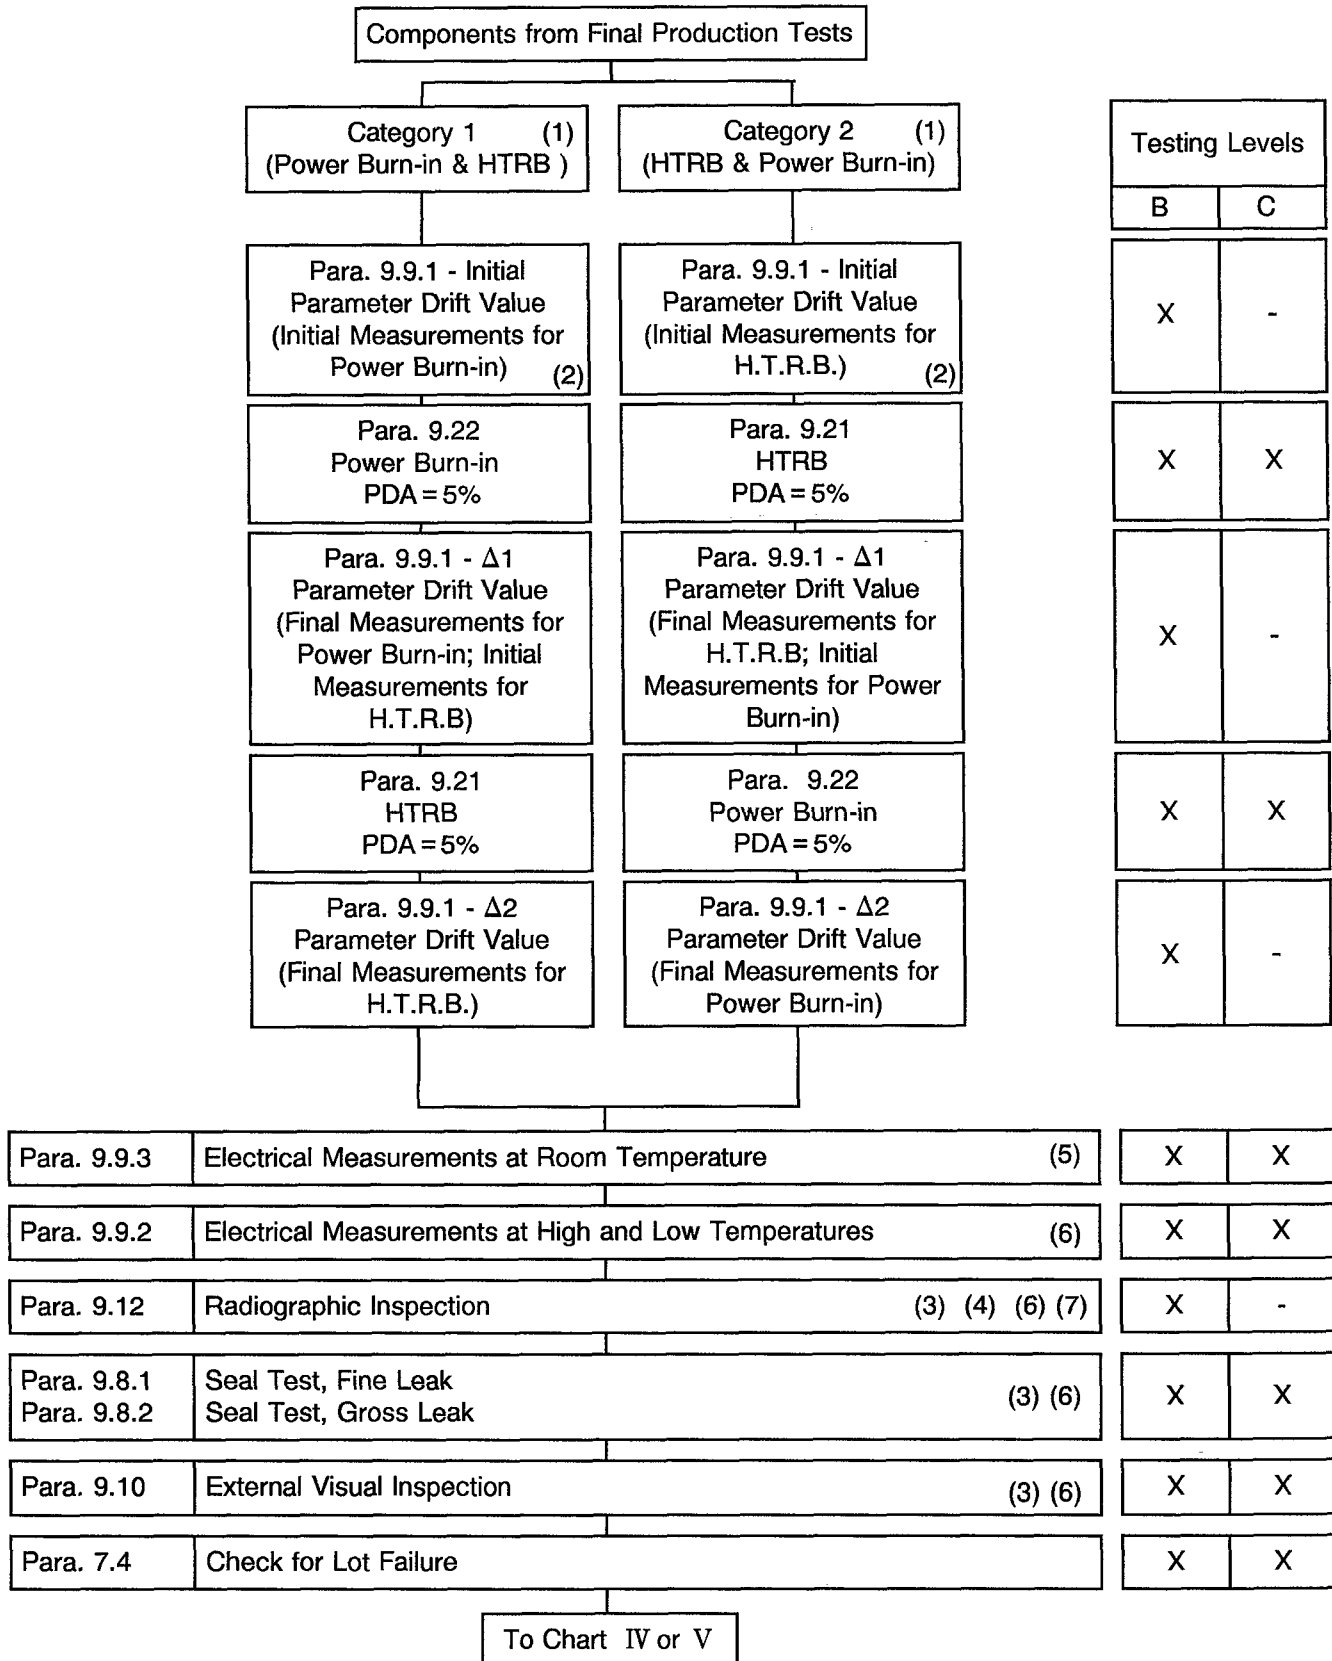 Components from Final Production Tests
Category 1 (1)
(Power Burn-in & HTRB )
Category 2 (1)
(HTRB & Power Burn-in)
Testing Levels
B C
Para. 9.9.1 - Initial
Parameter Drift Value
(Initial Measurements for
Power Burn-in) (2)
Para. 9.9.1 - Initial
Parameter Drift Value
(Initial Measurements for
H.T.R.B.) (2)
X -
Para. 9.22
Power Burn-in
PDA = 5%
Para. 9.21
HTRB
PDA = 5%
X X
Para. 9.9.1 - Δ1
Parameter Drift Value
(Final Measurements for
Power Burn-in; Initial
Measurements for
H.T.R.B)
Para. 9.9.1 - Δ1
Parameter Drift Value
(Final Measurements for
H.T.R.B; Initial
Measurements for Power
Burn-in)
X -
Para. 9.21
HTRB
PDA = 5%
Para. 9.22
Power Burn-in
PDA = 5%
X X
Para. 9.9.1 - Δ2
Parameter Drift Value
(Final Measurements for
H.T.R.B.)
Para. 9.9.1 - Δ2
Parameter Drift Value
(Final Measurements for
Power Burn-in)
X -
Para. 9.9.3 Electrical Measurements at Room Temperature (5) X X
Para. 9.9.2 Electrical Measurements at High and Low Temperatures (6) X X
Para. 9.12 Radiographic Inspection (3) (4) (6) (7) X -
Para. 9.8.1 Seal Test, Fine Leak
Para. 9.8.2 Seal Test, Gross Leak (3) (6) X X
Para. 9.10 External Visual Inspection (3) (6) X X
Para. 7.4 Check for Lot Failure X X
To Chart IV or V